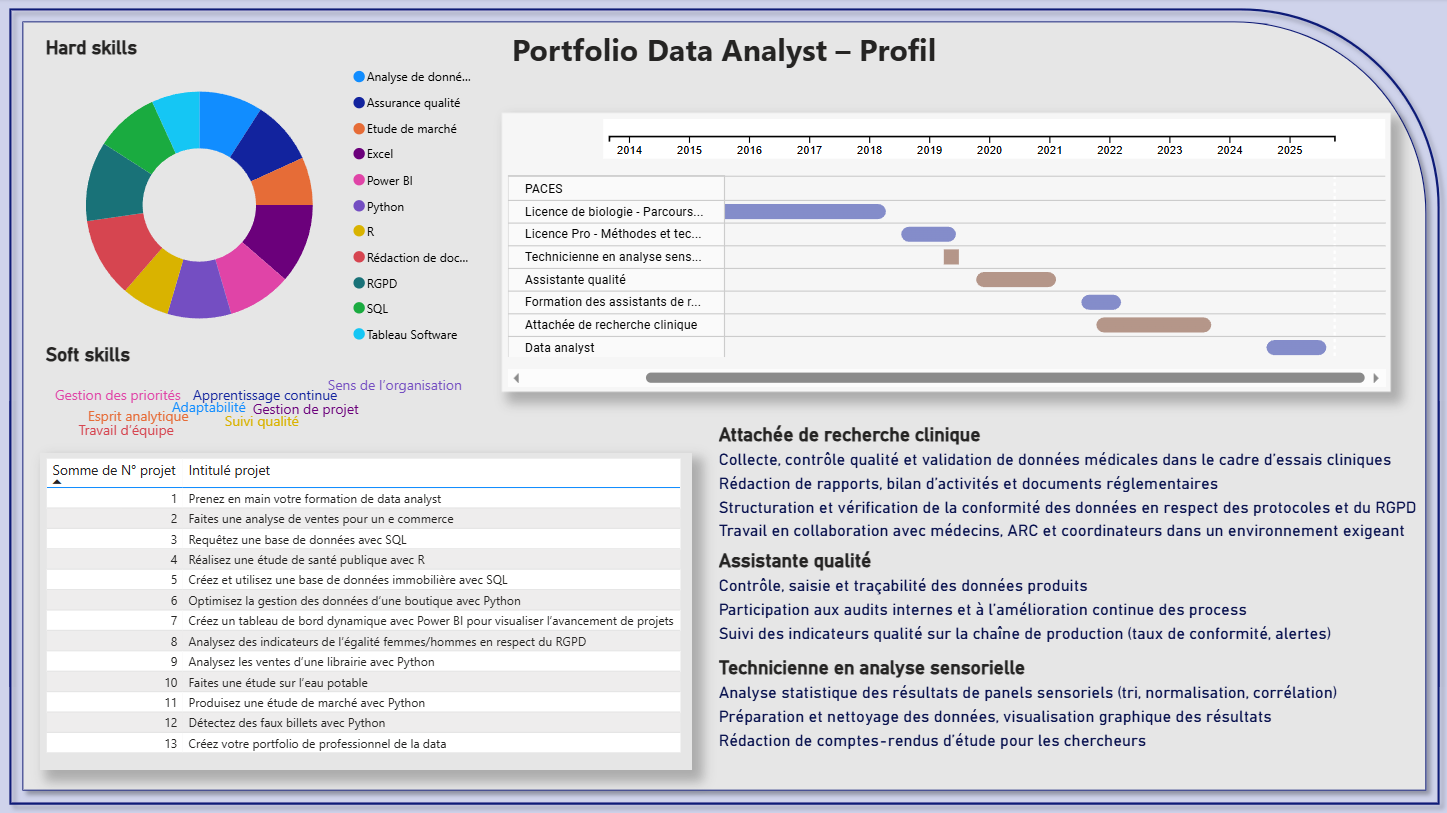 Portfolio Data Analyst – Profil
Hard skills
Analyse de donné...
Assurance qualité
Etude de marché
Excel
Power BI
Python
R
Rédaction de doc...
RGPD
SQL
Tableau Software
Soft skills
Sens de l’organisation
Gestion des priorités
Apprentissage continue
Adaptabilité
Gestion de projet
Esprit analytique
Suivi qualité
Travail d’équipe
2014 2015 2016 2017 2018 2019 2020 2021 2022 2023 2024 2025
PACES
Licence de biologie - Parcours...
Licence Pro - Méthodes et tec...
Technicienne en analyse sens...
Assistante qualité
Formation des assistants de r...
Attachée de recherche clinique
Data analyst
Somme de N° projet Intitulé projet
1 Prenez en main votre formation de data analyst
2 Faites une analyse de ventes pour un e commerce
3 Requêtez une base de données avec SQL
4 Réalisez une étude de santé publique avec R
5 Créez et utilisez une base de données immobilière avec SQL
6 Optimisez la gestion des données d’une boutique avec Python
7 Créez un tableau de bord dynamique avec Power BI pour visualiser l’avancement de projets
8 Analysez des indicateurs de l’égalité femmes/hommes en respect du RGPD
9 Analysez les ventes d’une librairie avec Python
10 Faites une étude sur l’eau potable
11 Produisez une étude de marché avec Python
12 Détectez des faux billets avec Python
13 Créez votre portfolio de professionnel de la data
Attachée de recherche clinique
Collecte, contrôle qualité et validation de données médicales dans le cadre d’essais cliniques
Rédaction de rapports, bilan d’activités et documents réglementaires
Structuration et vérification de la conformité des données en respect des protocoles et du RGPD
Travail en collaboration avec médecins, ARC et coordinateurs dans un environnement exigeant
Assistante qualité
Contrôle, saisie et traçabilité des données produits
Participation aux audits internes et à l’amélioration continue des process
Suivi des indicateurs qualité sur la chaîne de production (taux de conformité, alertes)
Technicienne en analyse sensorielle
Analyse statistique des résultats de panels sensoriels (tri, normalisation, corrélation)
Préparation et nettoyage des données, visualisation graphique des résultats
Rédaction de comptes-rendus d’étude pour les chercheurs